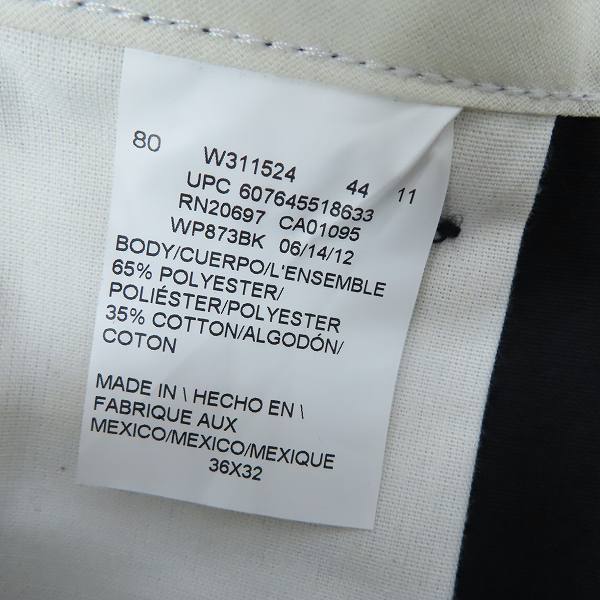 80 W311524 44 11
UPC 607645518633
RN20697 CA01095
WP873BK 06/14/12
BODY/CUERPO/L'ENSEMBLE
65% POLYESTER/
POLIÉSTER/POLYESTER
35% COTTON/ALGODÓN/
COTON
MADE IN \ HECHO EN \
FABRIQUE AUX
MEXICO/MEXICO/MEXIQUE
36X32